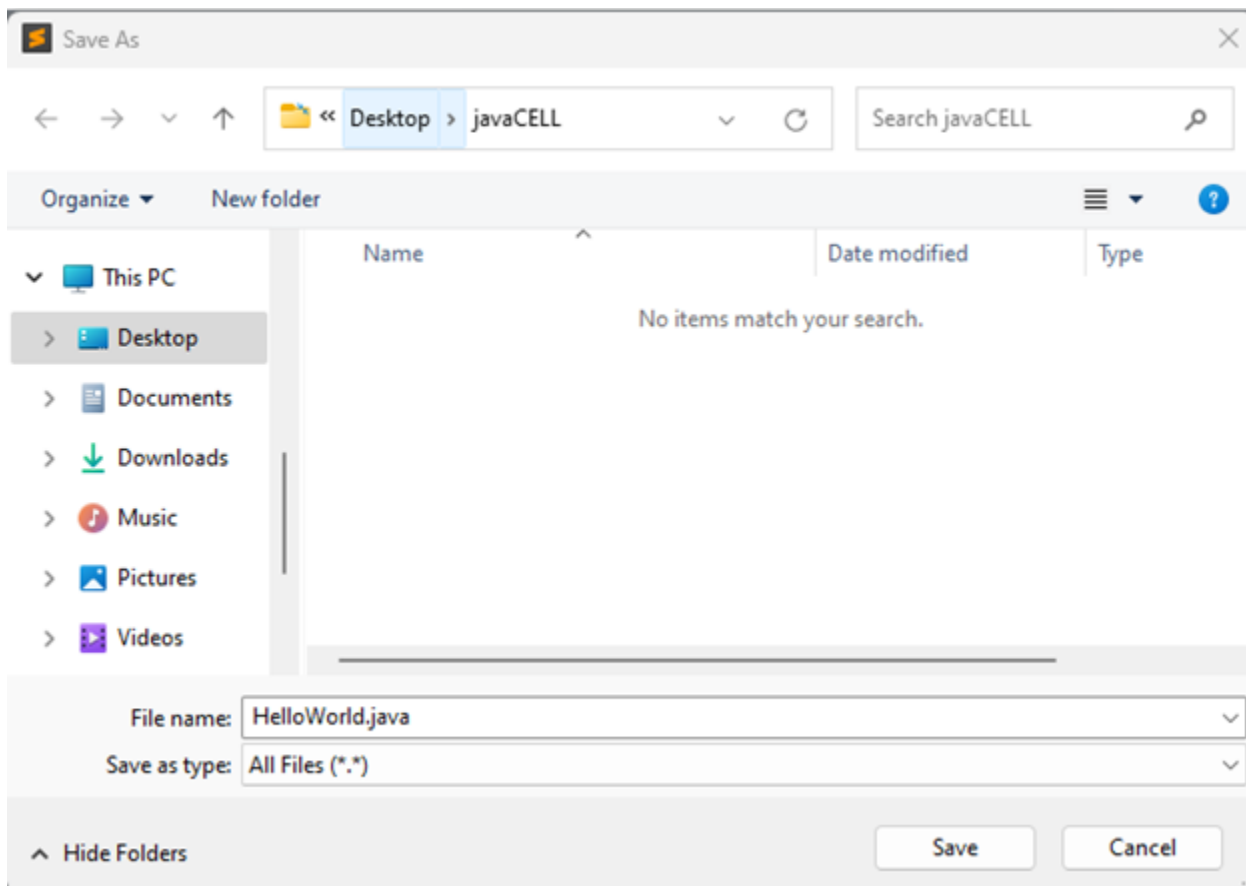 Save As
« Desktop > javaCELL
Search javaCELL
Organize
New folder
Name
Date modified
Type
This PC
No items match your search.
Desktop
Documents
Downloads
Music
Pictures
Videos
File name: HelloWorld.java
Save as type: All Files (*.*)
Hide Folders
Save
Cancel